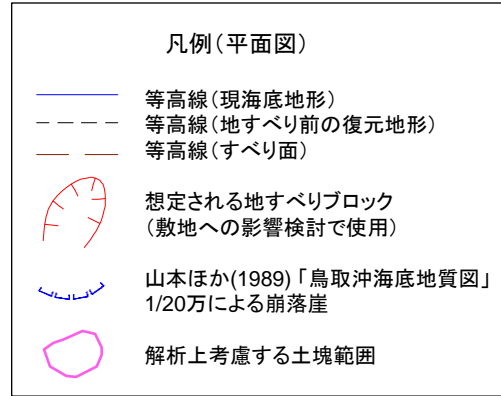 凡例（平面図）
等高線（現海底地形）
等高線（地すべり前の復元地形）
等高線（すべり面）
想定される地すべりブロック
（敷地への影響検討で使用）
山本ほか(1989)「鳥取沖海底地質図」
1/20万による崩落崖
解析上考慮する土塊範囲